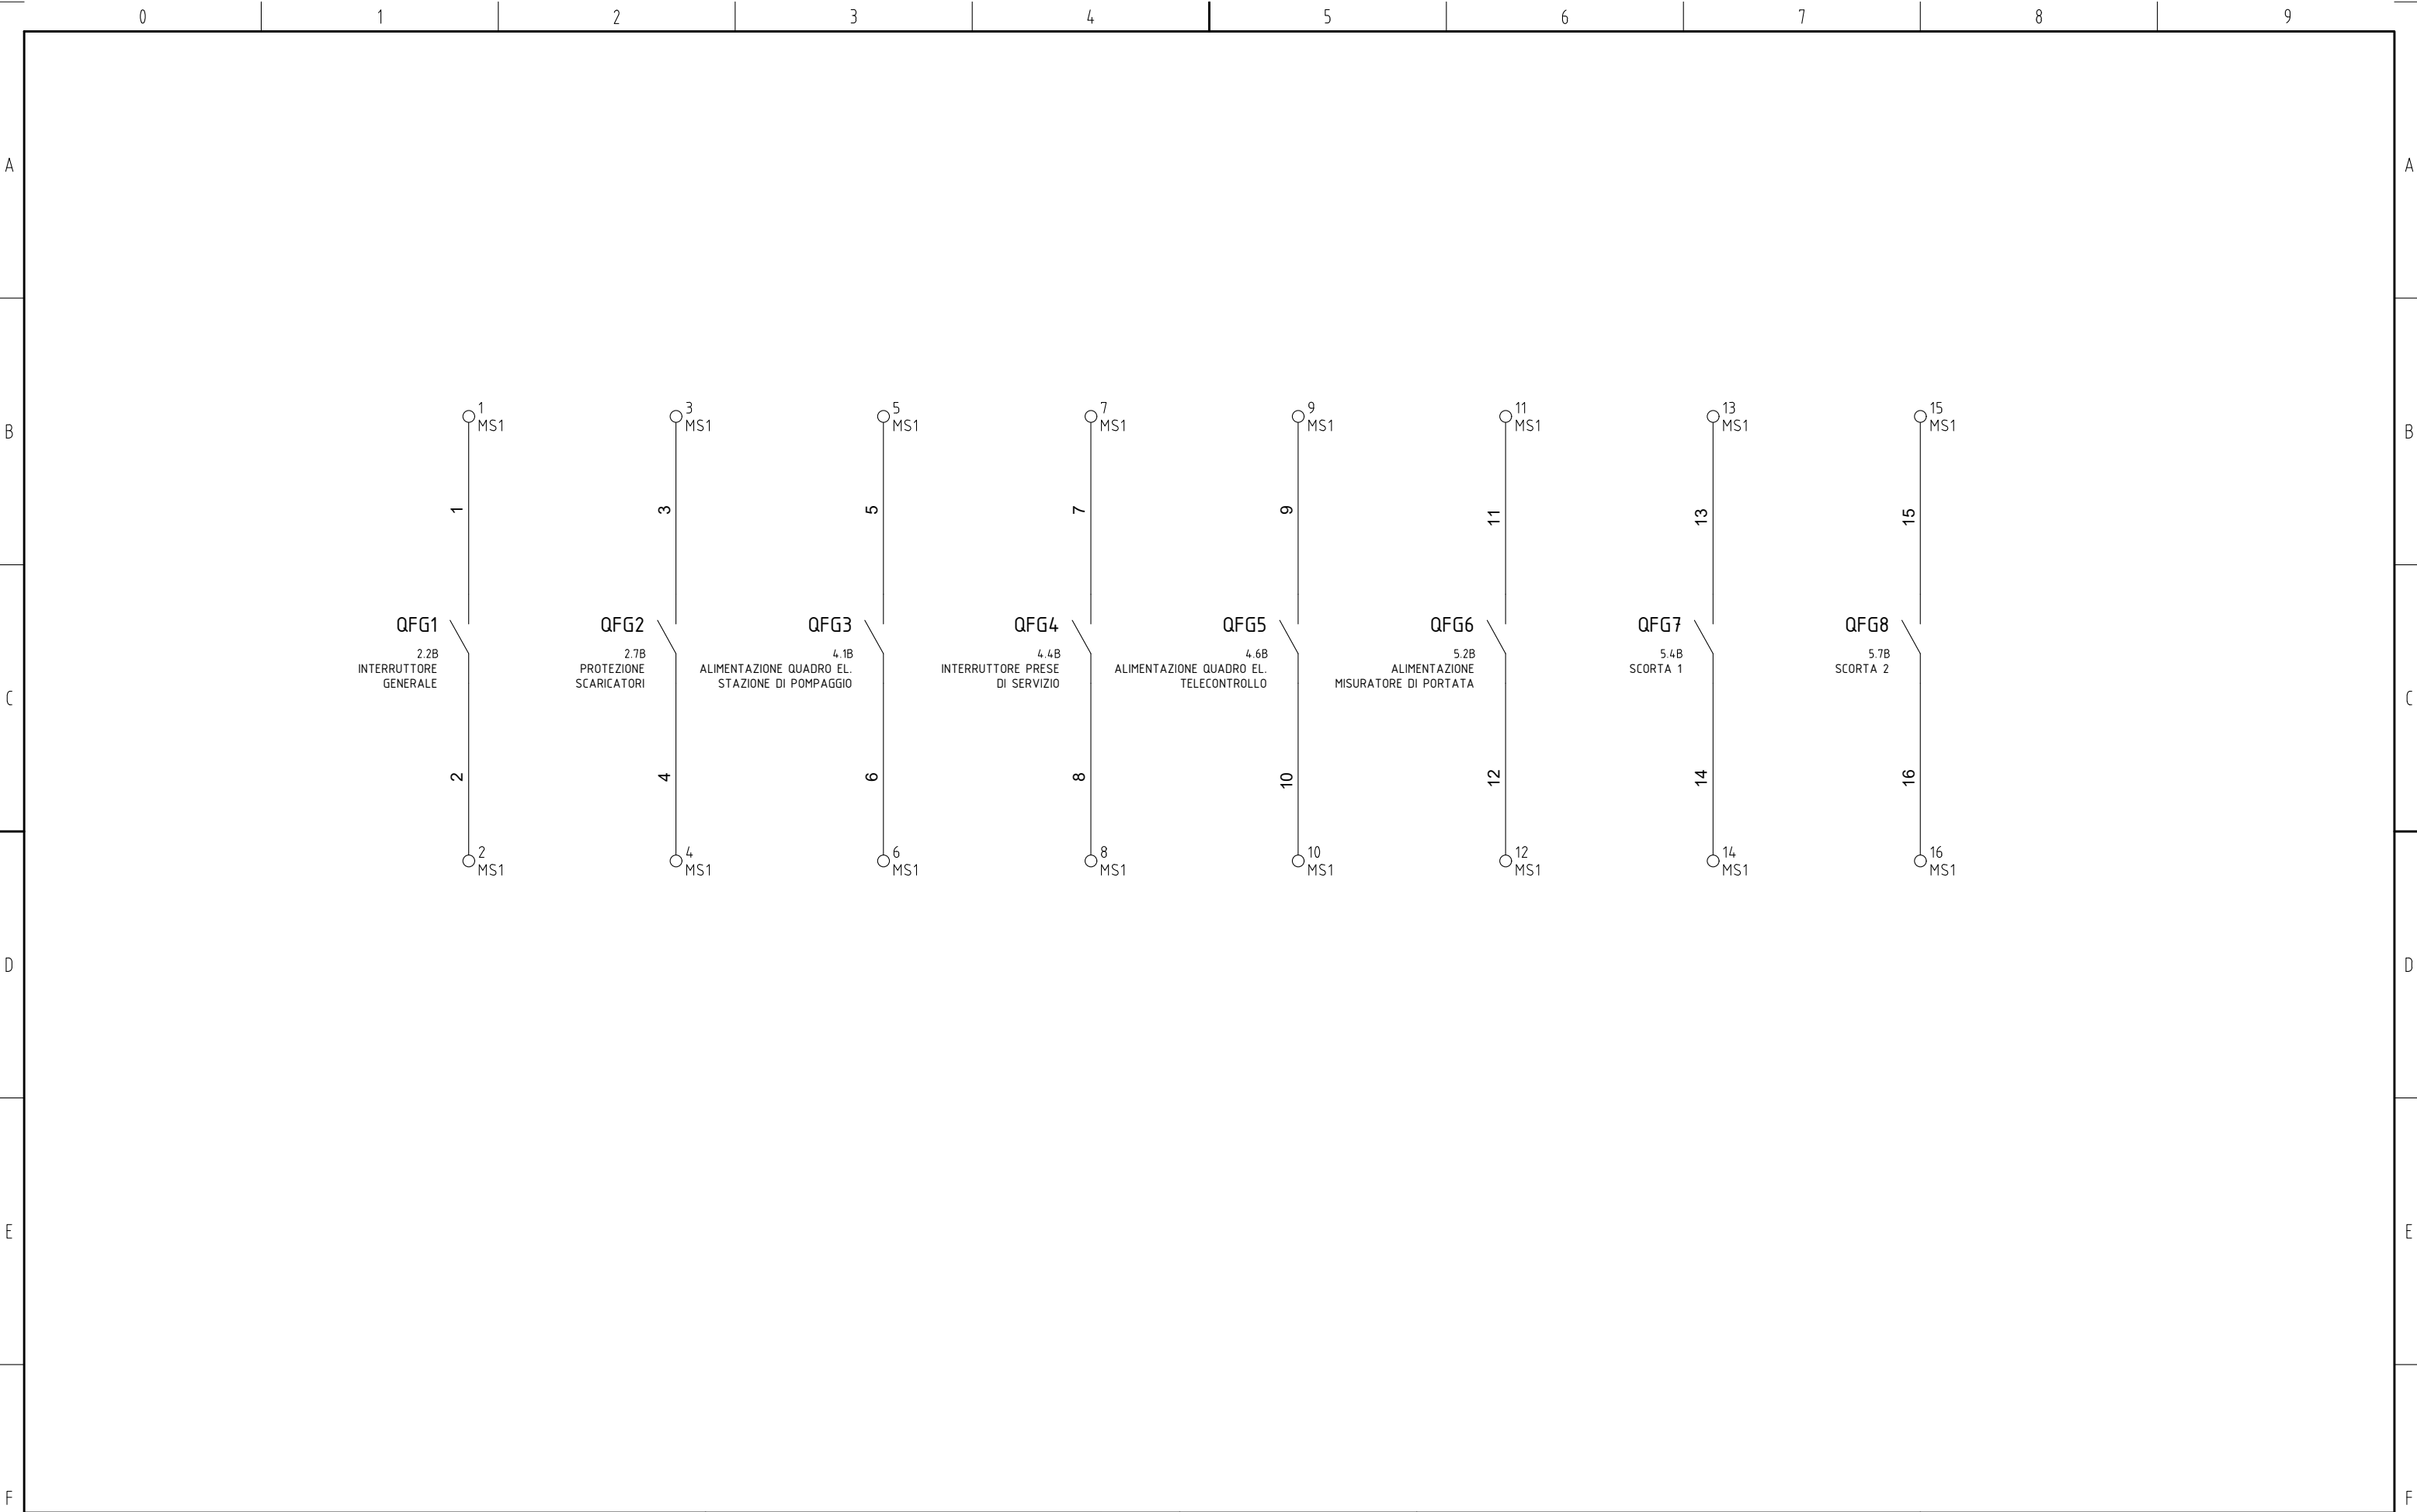 0 1 2 3 4 5 6 7 8 9
A A
1 3 5 7 9 11 13 15
MS1 MS1 MS1 MS1 MS1 MS1 MS1 MS1
B B
1 3 5 7 9 11 13 15
QFG1 QFG2 QFG3 QFG4 QFG5 QFG6 QFG7 QFG8
2.2B 2.7B 4.1B 4.4B 4.6B 5.2B 5.4B 5.7B
INTERRUTTORE PROTEZIONE ALIMENTAZIONE QUADRO EL. INTERRUTTORE PRESE ALIMENTAZIONE QUADRO EL. ALIMENTAZIONE SCORTA 1 SCORTA 2
GENERALE SCARICATORI STAZIONE DI POMPAGGIO DI SERVIZIO TELECONTROLLO MISURATORE DI PORTATA
C C
2 4 6 8 10 12 14 16
2 4 6 8 10 12 14 16
MS1 MS1 MS1 MS1 MS1 MS1 MS1 MS1
D D
E E
F F